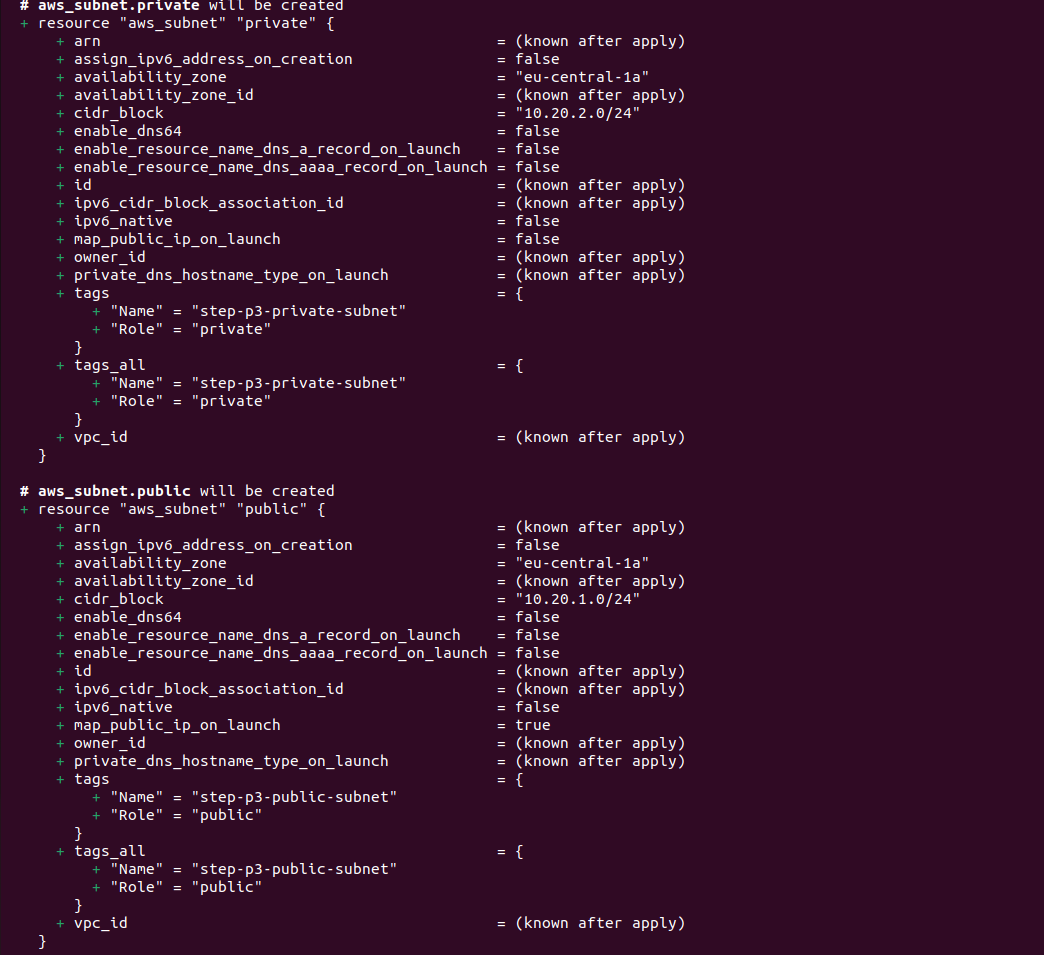 # aws_subnet.private will be created
+ resource "aws_subnet" "private" {
+ arn = (known after apply)
+ assign_ipv6_address_on_creation = false
+ availability_zone = "eu-central-1a"
+ availability_zone_id = (known after apply)
+ cidr_block = "10.20.2.0/24"
+ enable_dns64 = false
+ enable_resource_name_dns_a_record_on_launch = false
+ enable_resource_name_dns_aaaa_record_on_launch = false
+ id = (known after apply)
+ ipv6_cidr_block_association_id = (known after apply)
+ ipv6_native = false
+ map_public_ip_on_launch = false
+ owner_id = (known after apply)
+ private_dns_hostname_type_on_launch = (known after apply)
+ tags = {
+ "Name" = "step-p3-private-subnet"
+ "Role" = "private"
}
+ tags_all = {
+ "Name" = "step-p3-private-subnet"
+ "Role" = "private"
}
+ vpc_id = (known after apply)
}
# aws_subnet.public will be created
+ resource "aws_subnet" "public" {
+ arn = (known after apply)
+ assign_ipv6_address_on_creation = false
+ availability_zone = "eu-central-1a"
+ availability_zone_id = (known after apply)
+ cidr_block = "10.20.1.0/24"
+ enable_dns64 = false
+ enable_resource_name_dns_a_record_on_launch = false
+ enable_resource_name_dns_aaaa_record_on_launch = false
+ id = (known after apply)
+ ipv6_cidr_block_association_id = (known after apply)
+ ipv6_native = false
+ map_public_ip_on_launch = true
+ owner_id = (known after apply)
+ private_dns_hostname_type_on_launch = (known after apply)
+ tags = {
+ "Name" = "step-p3-public-subnet"
+ "Role" = "public"
}
+ tags_all = {
+ "Name" = "step-p3-public-subnet"
+ "Role" = "public"
}
+ vpc_id = (known after apply)
}